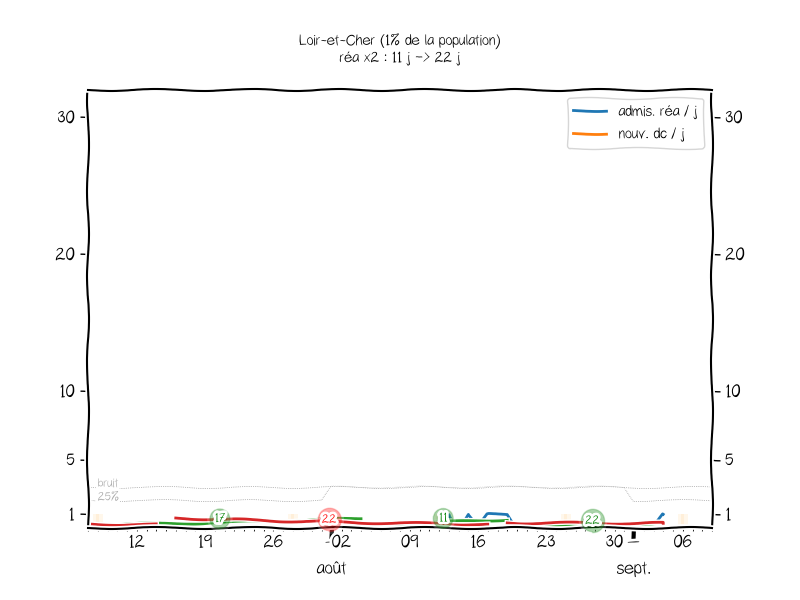 Loir-et-Cher (1% de la population)
réa x2 : 11 j -> 22 j
admis. réa / j
nouv. dc / j
30 30
20 20
10 10
5 5
bruit
25%
1 1
17 22 11 22
12 19 26 02 09 16 23 30 06
août sept.